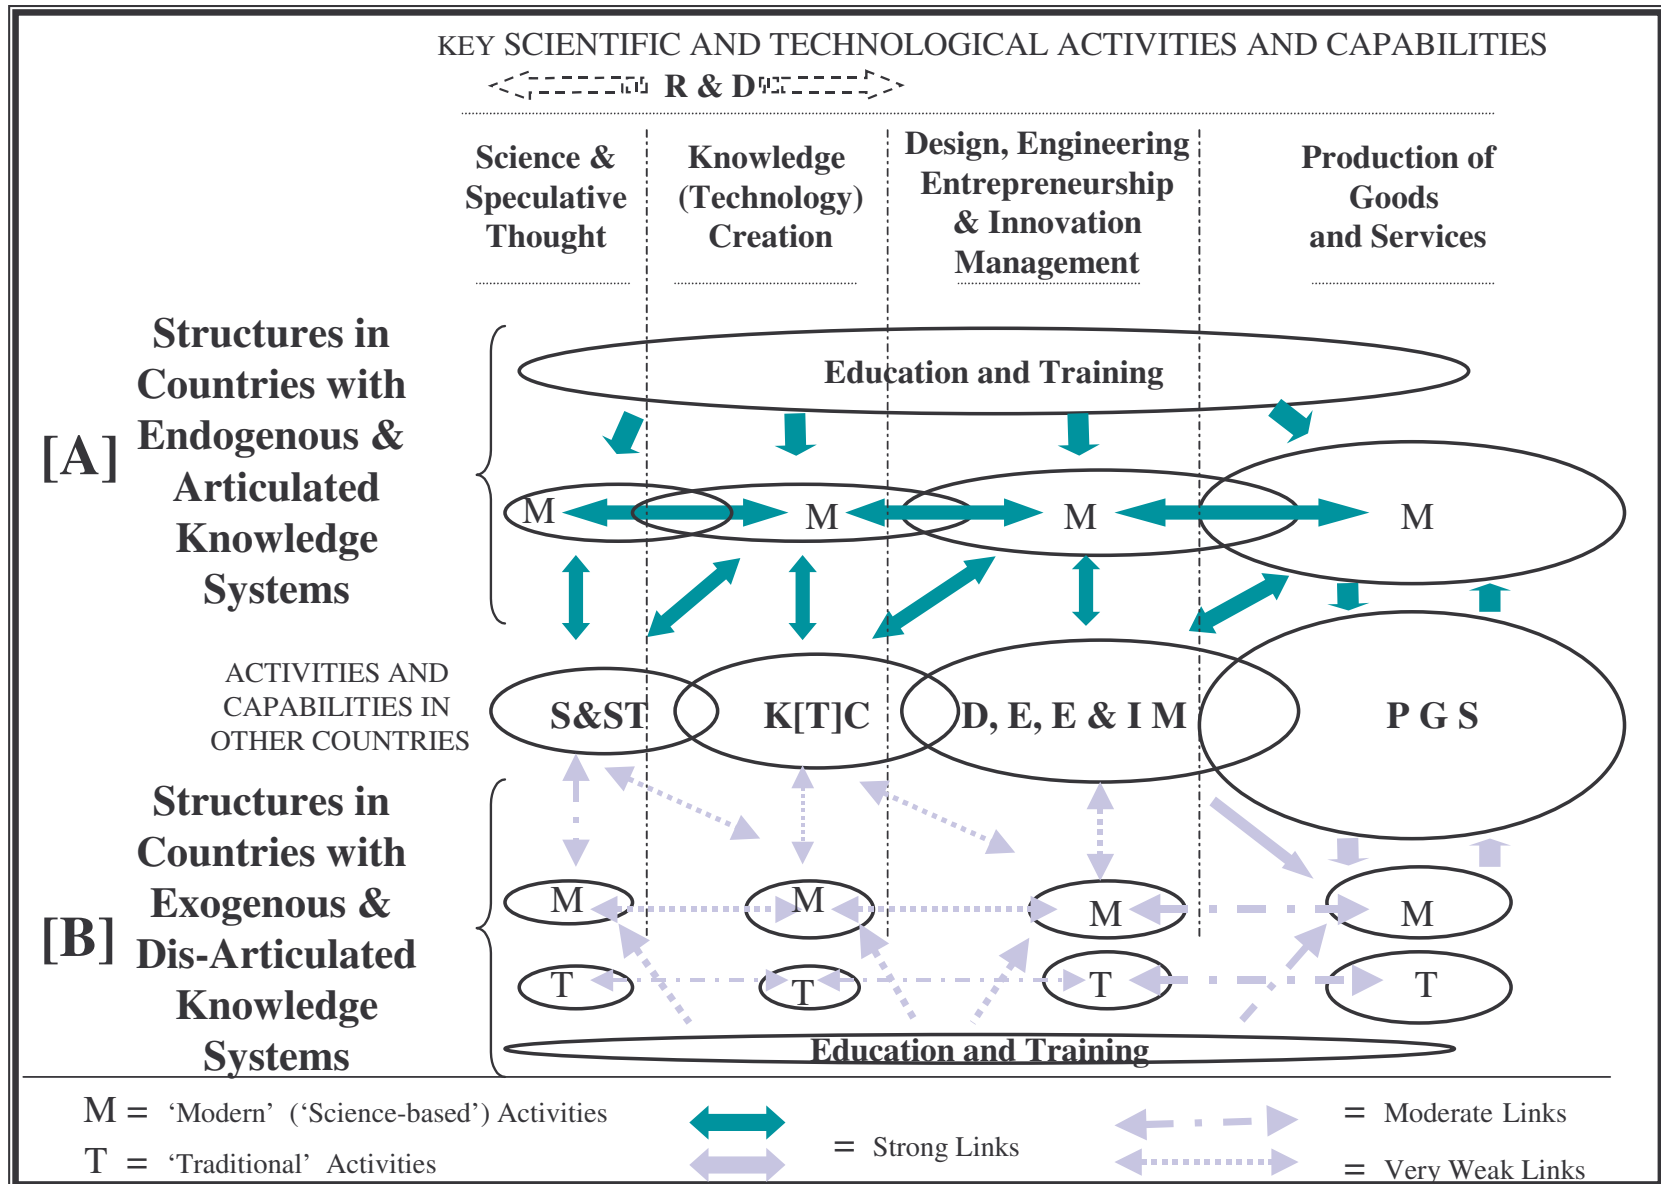 KEY SCIENTIFIC AND TECHNOLOGICAL ACTIVITIES AND CAPABILITIES
R & D
Science &
Speculative
Thought
Knowledge
(Technology)
Creation
Design, Engineering
Entrepreneurship
& Innovation
Management
Production of
Goods
and Services
[A]
Structures in
Countries with
Endogenous &
Articulated
Knowledge
Systems
Education and Training
M
M
M
M
ACTIVITIES AND
CAPABILITIES IN
OTHER COUNTRIES
S&ST
K[T]C
D, E, E & I M
P G S
[B]
Structures in
Countries with
Exogenous &
Dis-Articulated
Knowledge
Systems
M
M
M
M
T
T
T
T
Education and Training
M = ‘Modern’ (‘Science-based’) Activities
T = ‘Traditional’ Activities
= Strong Links
= Moderate Links
= Very Weak Links